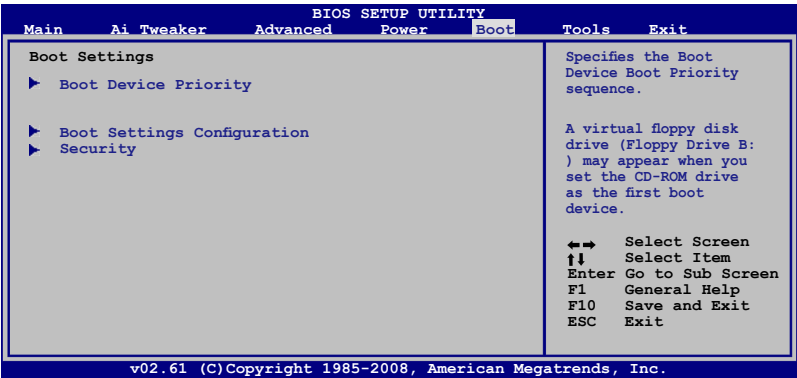 BIOS SETUP UTILITY
Main Ai Tweaker Advanced Power Boot Tools Exit
Boot Settings
Boot Device Priority
Boot Settings Configuration
Security
Specifies the Boot
Device Boot Priority
sequence.
A virtual floppy disk
drive (Floppy Drive B:
) may appear when you
set the CD-ROM drive
as the first boot
device.
Select Screen
Select Item
Enter Go to Sub Screen
F1 General Help
F10 Save and Exit
ESC Exit
v02.61 (C)Copyright 1985-2008, American Megatrends, Inc.